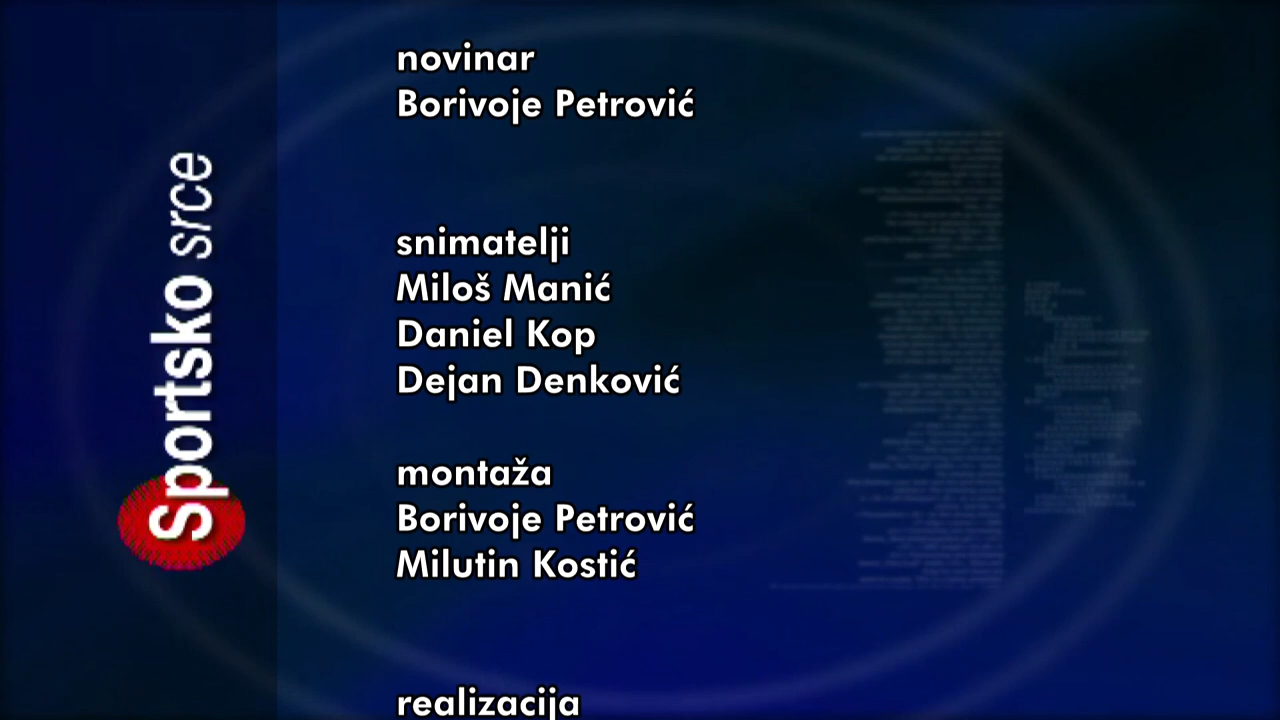 Sportsko srce
novinar
Borivoje Petrović
snimatelji
Miloš Manić
Daniel Kop
Dejan Denković
montaža
Borivoje Petrović
Milutin Kostić
realizacija